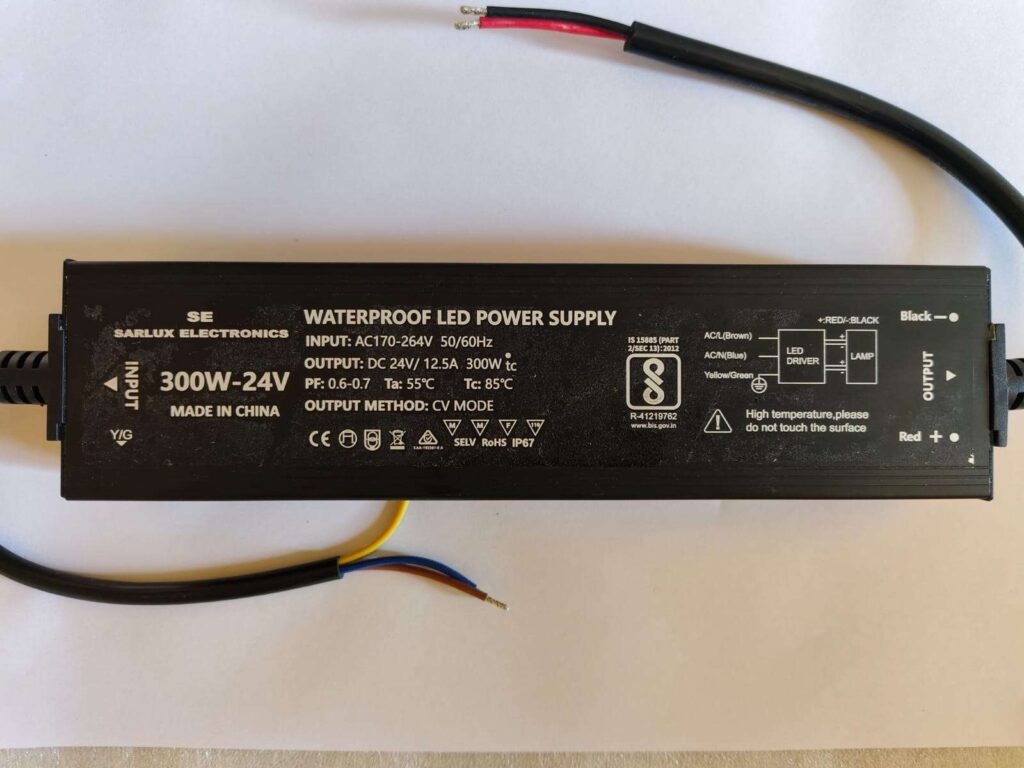 SE
SARLUX ELECTRONICS
INPUT
300W-24V
MADE IN CHINA
Y/G
WATERPROOF LED POWER SUPPLY
INPUT: AC170-264V 50/60Hz
OUTPUT: DC 24V/ 12.5A 300W tc
PF: 0.6-0.7 Ta: 55℃ Tc: 85℃
OUTPUT METHOD: CV MODE
CE
M M F 110
SELV RoHS IP67
IS 15885 (PART
2/SEC 13):2012
R-41219762
www.bis.gov.in
+:RED/-:BLACK
AC/L(Brown)
AC/N(Blue)
Yellow/Green
LED
DRIVER
LAMP
High temperature,please
do not touch the surface
Black −
OUTPUT
Red +